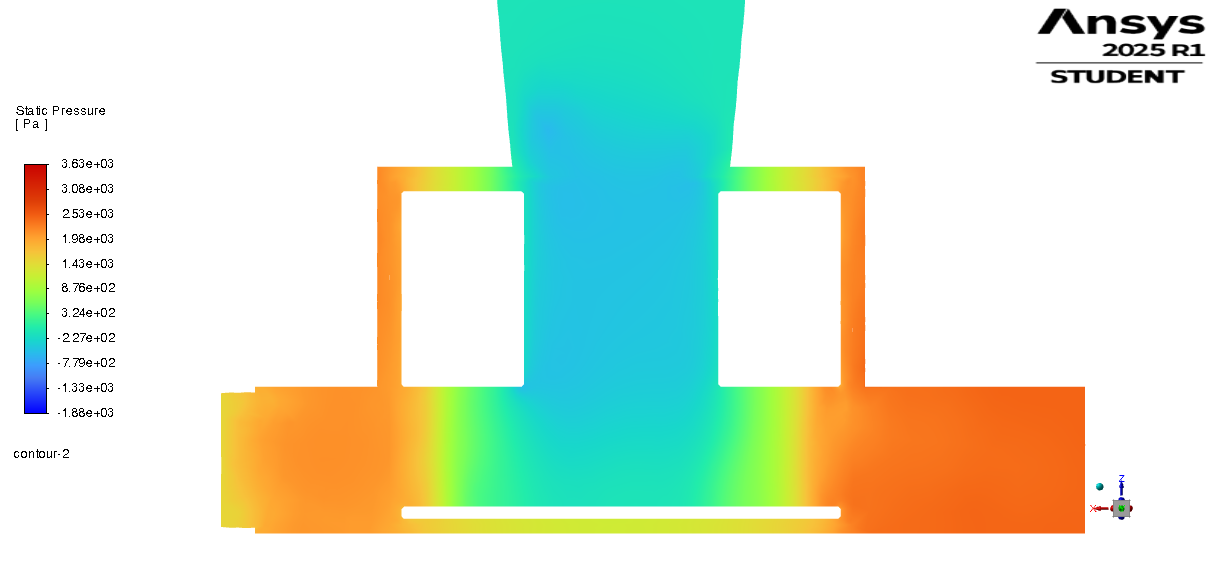 Ansys
2025 R1
STUDENT
Static Pressure
[ Pa ]
3.63e+03
3.08e+03
2.53e+03
1.98e+03
1.43e+03
8.76e+02
3.24e+02
-2.27e+02
-7.79e+02
-1.33e+03
-1.88e+03
contour-2
Z
X